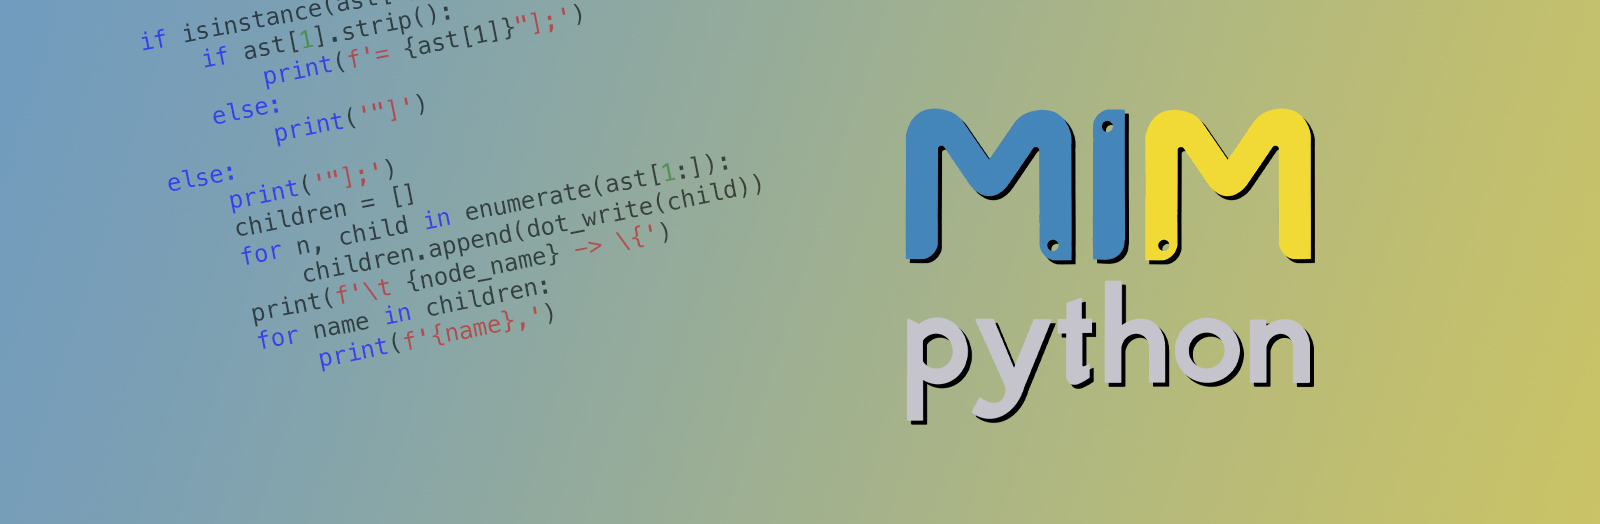 if isinstance(ast[
if ast[1].strip():
print(f'= {ast[1]}"];')
else:
print('"]')
else:
print('"];')
children = []
for n, child in enumerate(ast[1:]):
children.append(dot_write(child))
print(f'\t {node_name} -> \{')
for name in children:
print(f'{name},')
MIM
python